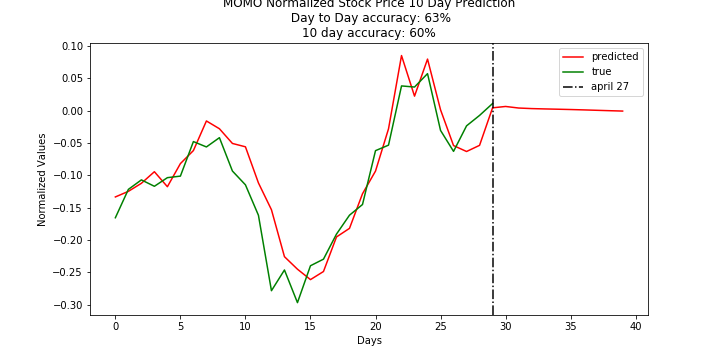 MOMO Normalized Stock Price 10 Day Prediction
Day to Day accuracy: 63%
10 day accuracy: 60%
0.10
0.05
0.00
−0.05
−0.10
−0.15
−0.20
−0.25
−0.30
Normalized Values
predicted
true
april 27
0
5
10
15
20
25
30
35
40
Days